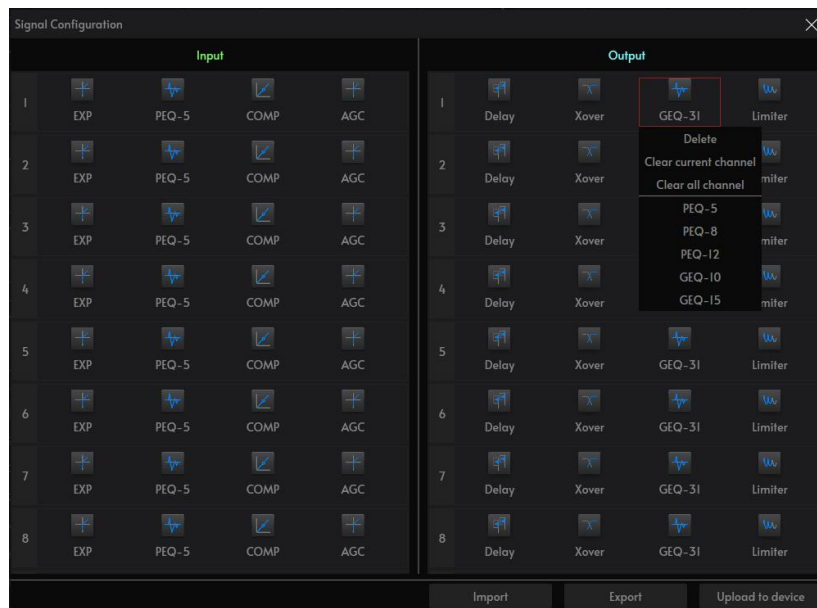 Signal Configuration
Input
Output
1
EXP PEQ-5 COMP AGC
1
Delay Xover GEQ-31 Limiter
2
EXP PEQ-5 COMP AGC
2
Delay Xover miter
3
EXP PEQ-5 COMP AGC
3
Delay Xover miter
4
EXP PEQ-5 COMP AGC
4
Delay Xover miter
Delete
Clear current channel
Clear all channel
PEQ-5
PEQ-8
PEQ-12
GEQ-10
GEQ-15
5
EXP PEQ-5 COMP AGC
5
Delay Xover GEQ-31 Limiter
6
EXP PEQ-5 COMP AGC
6
Delay Xover GEQ-31 Limiter
7
EXP PEQ-5 COMP AGC
7
Delay Xover GEQ-31 Limiter
8
EXP PEQ-5 COMP AGC
8
Delay Xover GEQ-31 Limiter
Import Export Upload to device